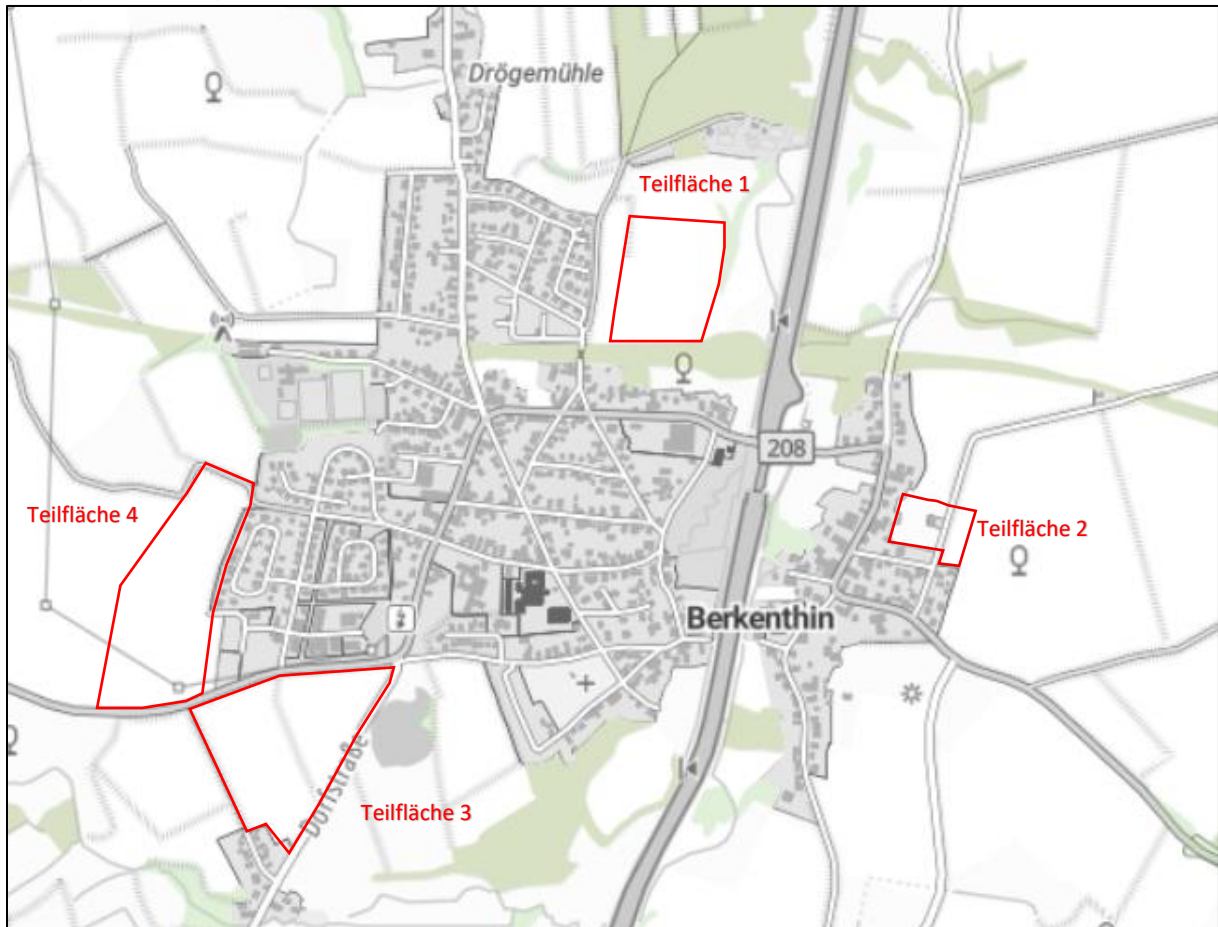 Drögemühle
Teilfläche 1
208
Teilfläche 4
Teilfläche 2
Berkenthin
Dorfstraße
Teilfläche 3